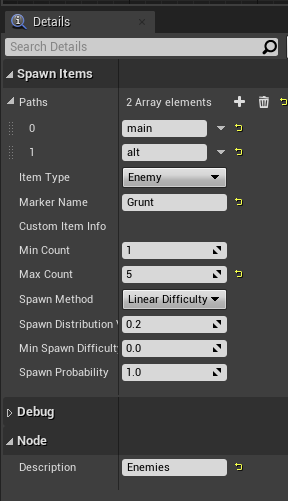 Details
Search Details
Spawn Items
Paths 2 Array elements
0 main
1 alt
Item Type Enemy
Marker Name Grunt
Custom Item Info
Min Count 1
Max Count 5
Spawn Method Linear Difficulty
Spawn Distribution 0.2
Min Spawn Difficult 0.0
Spawn Probability 1.0
Debug
Node
Description Enemies